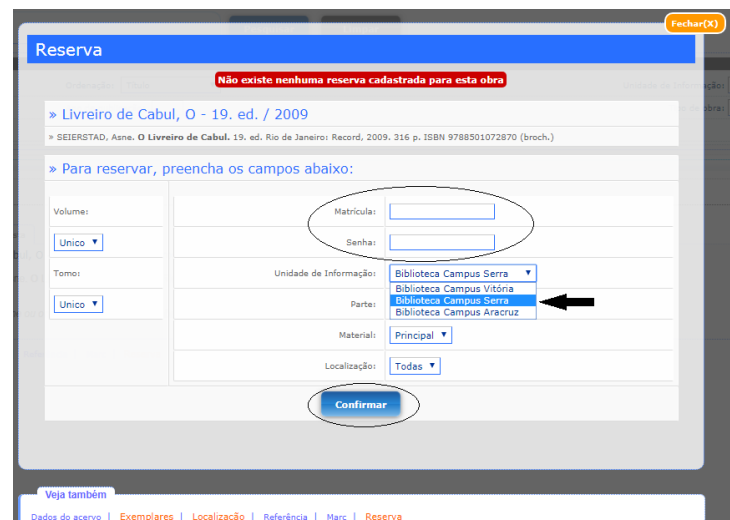 Fechar(X)
Reserva
Não existe nenhuma reserva cadastrada para esta obra
» Livreiro de Cabul, O - 19. ed. / 2009
» SEIERSTAD, Asne. O Livreiro de Cabul. 19. ed. Rio de Janeiro: Record, 2009. 316 p. ISBN 9788501072870 (broch.)
» Para reservar, preencha os campos abaixo:
Volume:
Unico
Tomo:
Unico
Matrícula:
Senha:
Unidade de Informação: Biblioteca Campus Serra
Biblioteca Campus Vitória
Biblioteca Campus Serra
Biblioteca Campus Aracruz
Parte:
Material: Principal
Localização: Todas
Confirmar
Veja também
Dados do acervo | Exemplares | Localização | Referência | Marc | Reserva